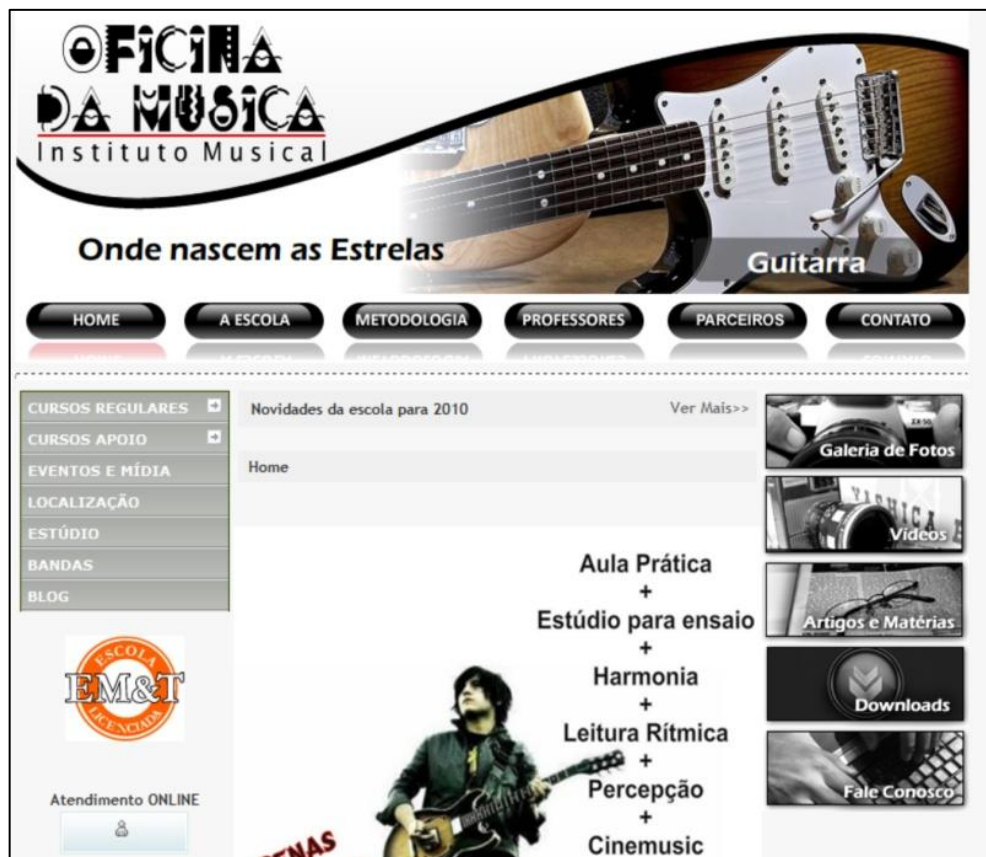 OFICINA
DA MUSICA
Instituto Musical
Onde nascem as Estrelas
Guitarra
HOME
A ESCOLA
METODOLOGIA
PROFESSORES
PARCEIROS
CONTATO
CURSOS REGULARES
CURSOS APOIO
EVENTOS E MÍDIA
LOCALIZAÇÃO
ESTÚDIO
BANDAS
BLOG
ESCOLA
EM&T
LICENCIADA
Atendimento ONLINE
Novidades da escola para 2010
Ver Mais>>
Home
Aula Prática
+
Estúdio para ensaio
+
Harmonia
+
Leitura Rítmica
+
Percepção
+
Cinemusic
Galeria de Fotos
YASHICA
Vídeos
Artigos e Matérias
Downloads
Fale Conosco